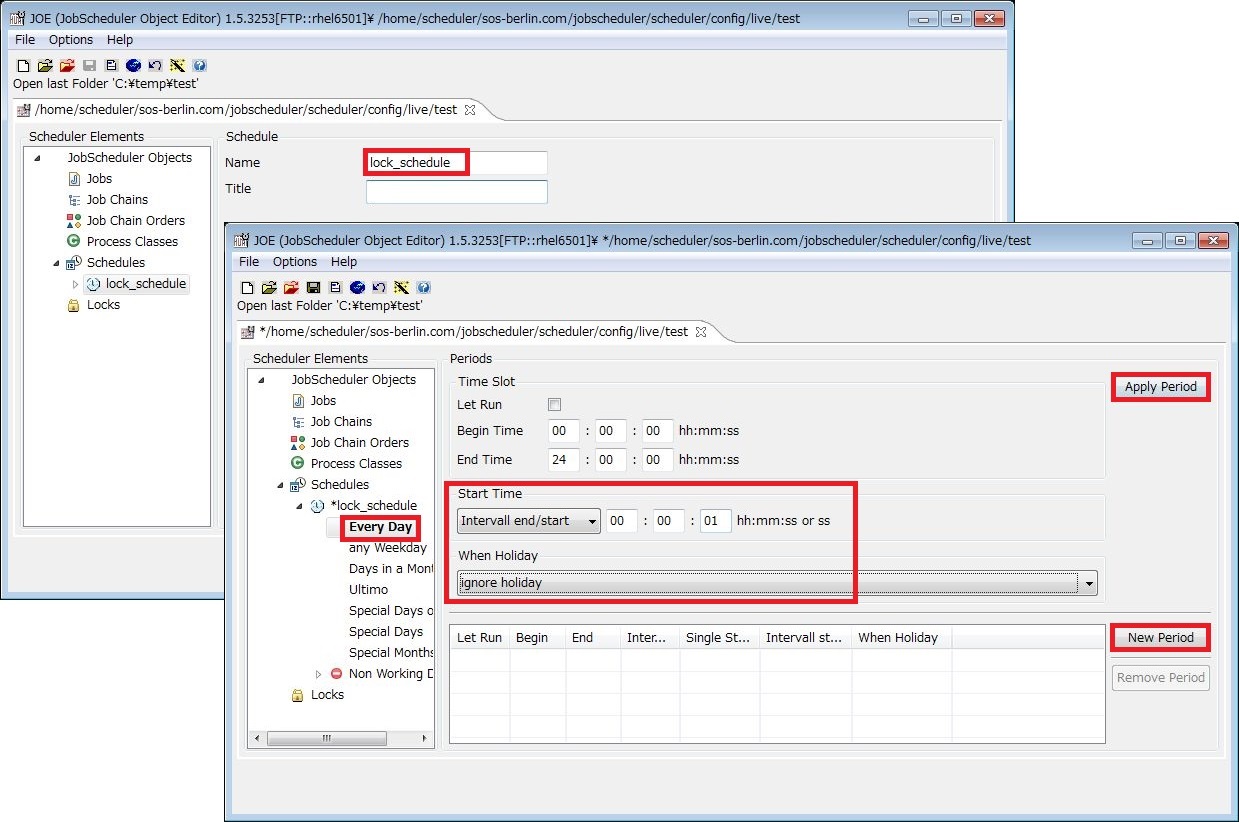 JOE (JobScheduler Object Editor) 1.5.3253[FTP::rhel6501]¥ /home/scheduler/sos-berlin.com/jobscheduler/scheduler/config/live/test
File Options Help
Open last Folder 'C:¥temp¥test'
/home/scheduler/sos-berlin.com/jobscheduler/scheduler/config/live/test
Scheduler Elements
JobScheduler Objects
Jobs
Job Chains
Job Chain Orders
Process Classes
Schedules
lock_schedule
Locks
Schedule
Name lock_schedule
Title
JOE (JobScheduler Object Editor) 1.5.3253[FTP::rhel6501]¥ */home/scheduler/sos-berlin.com/jobscheduler/scheduler/config/live/test
File Options Help
Open last Folder 'C:¥temp¥test'
*/home/scheduler/sos-berlin.com/jobscheduler/scheduler/config/live/test
Scheduler Elements
JobScheduler Objects
Jobs
Job Chains
Job Chain Orders
Process Classes
Schedules
*lock_schedule
Every Day
any Weekday
Days in a Mont
Ultimo
Special Days o
Special Days
Special Months
Non Working D
Locks
Periods
Time Slot
Let Run
Begin Time 00 : 00 : 00 hh:mm:ss
End Time 24 : 00 : 00 hh:mm:ss
Start Time
Intervall end/start 00 : 00 : 01 hh:mm:ss or ss
When Holiday
ignore holiday
Apply Period
Let Run Begin End Inter... Single St... Intervall st... When Holiday
New Period
Remove Period